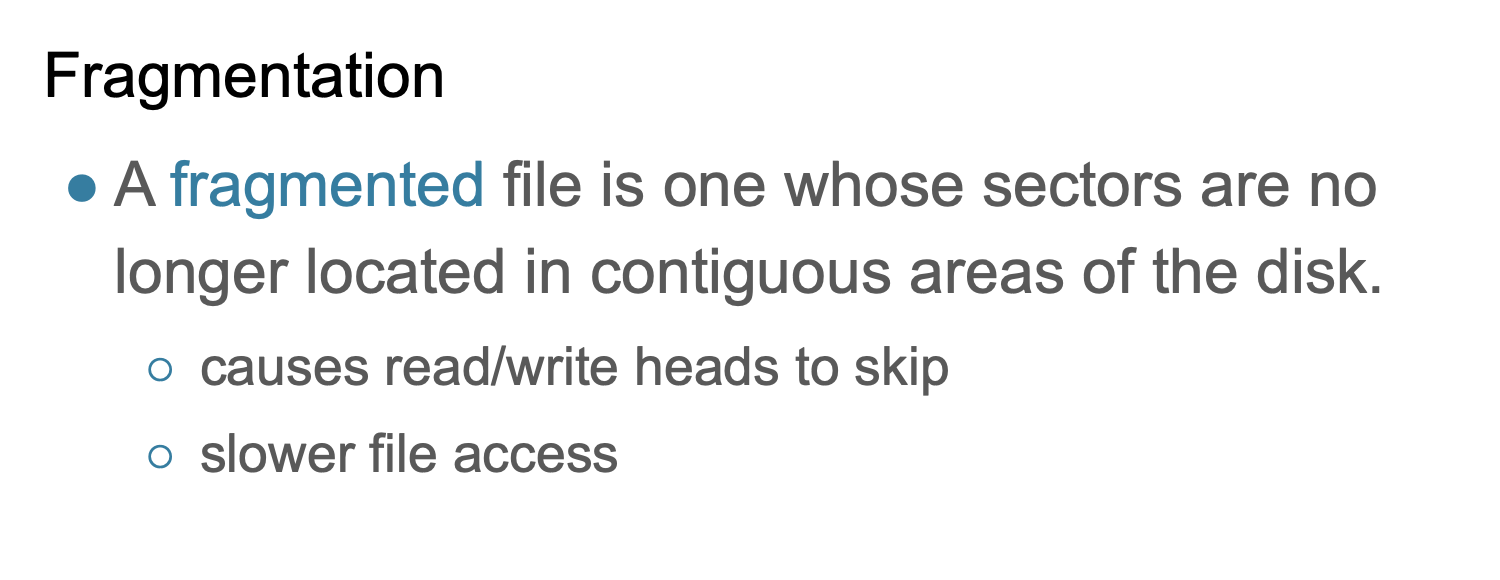 Fragmentation
● A fragmented file is one whose sectors are no
longer located in contiguous areas of the disk.
○ causes read/write heads to skip
○ slower file access